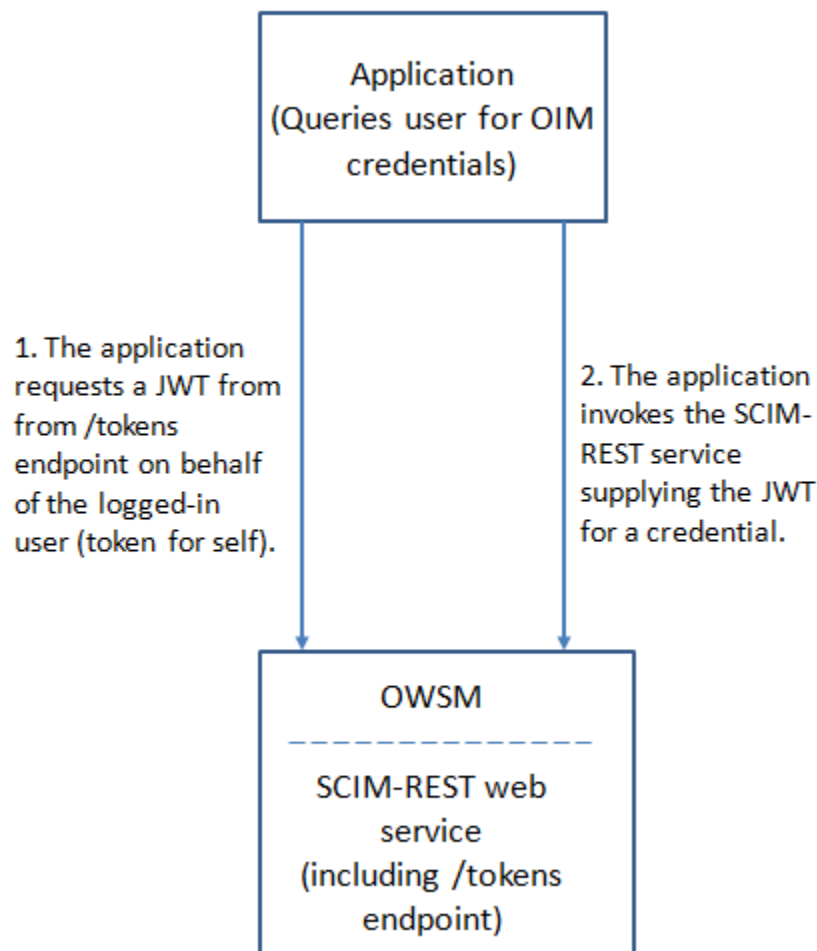 Application
(Queries user for OIM
credentials)
1. The application
requests a JWT from
from /tokens
endpoint on behalf
of the logged-in
user (token for self).
2. The application
invokes the SCIM-
REST service
supplying the JWT
for a credential.
OWSM
SCIM-REST web
service
(including /tokens
endpoint)